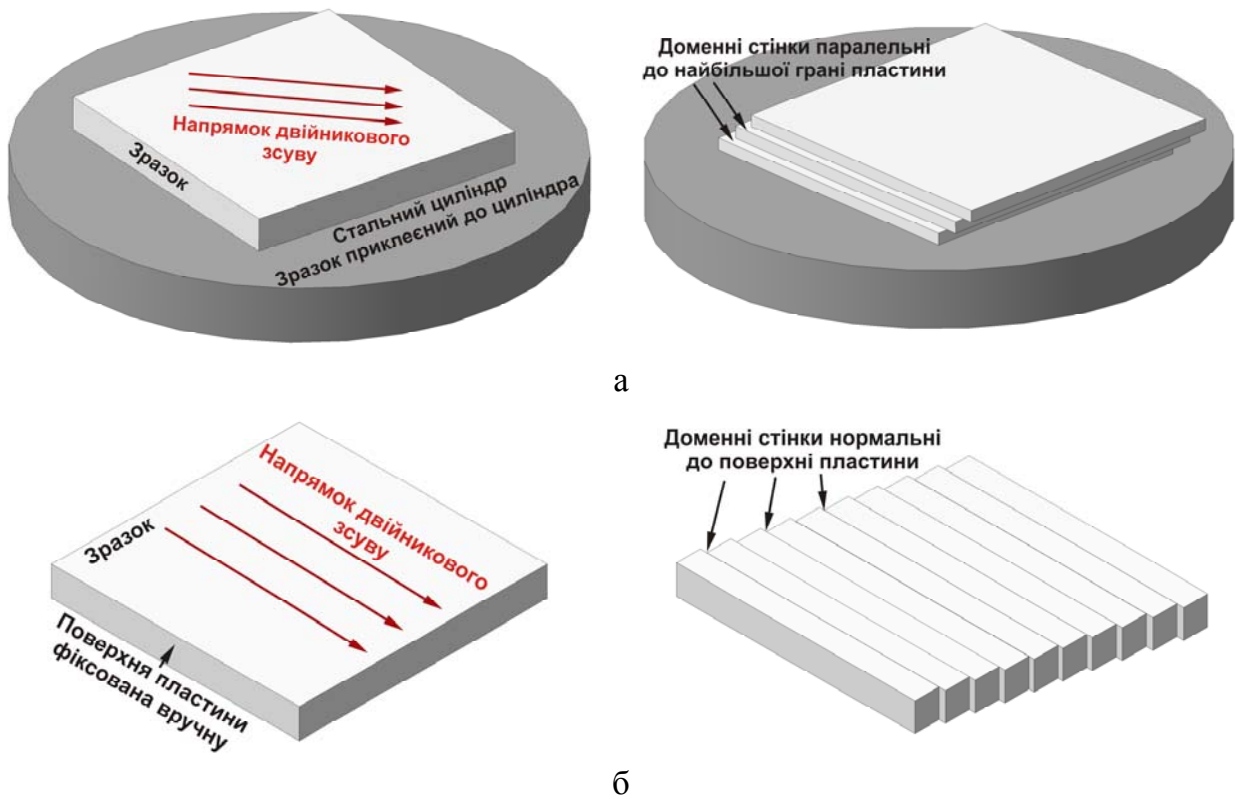 Напрямок двійникового
зсуву
Зразок
Стальний циліндр
Зразок приклеєний до циліндра
Доменні стінки паралельні
до найбільшої грані пластини
а
Напрямок двійникового
зсуву
Зразок
Поверхня пластини
фіксована вручну
Доменні стінки нормальні
до поверхні пластини
б